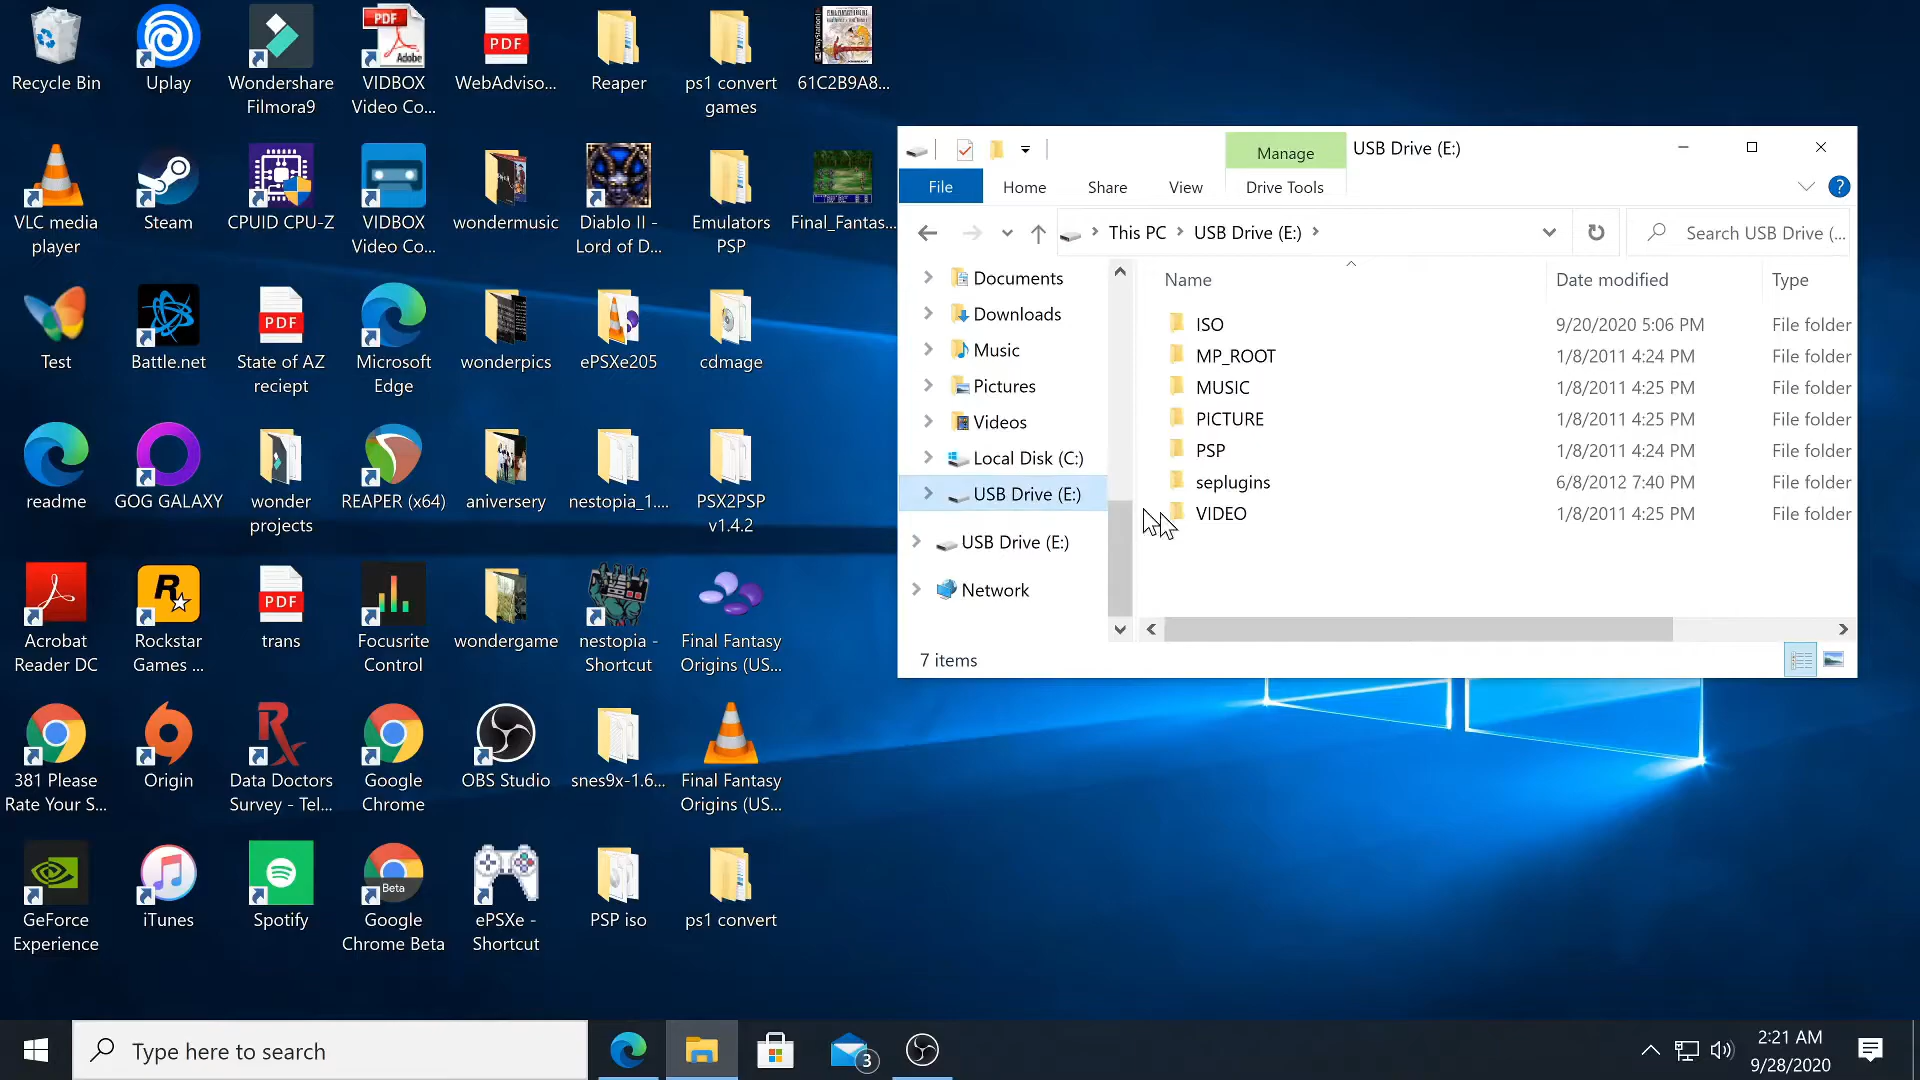 Recycle Bin
Uplay
Wondershare
Filmora9
PDF
Adobe
VIDBOX
Video Co...
PDF
WebAdviso...
Reaper
ps1 convert
games
61C2B9A8...
VLC media
player
Steam
CPUID CPU-Z
VIDBOX
Video Co...
wondermusic
Diablo II -
Lord of D...
Emulators
PSP
Final_Fantas...
Test
Battle.net
PDF
State of AZ
reciept
Microsoft
Edge
wonderpics
ePSXe205
cdmage
readme
GOG GALAXY
wonder
projects
REAPER (x64)
aniversery
nestopia_1....
PSX2PSP
v1.4.2
Acrobat
Reader DC
Rockstar
Games ...
PDF
trans
Focusrite
Control
wondergame
nestopia -
Shortcut
Final Fantasy
Origins (US...
381 Please
Rate Your S...
Origin
Data Doctors
Survey - Tel...
Google
Chrome
OBS Studio
snes9x-1.6...
Final Fantasy
Origins (US...
GeForce
Experience
iTunes
Spotify
Beta
Google
Chrome Beta
ePSXe -
Shortcut
PSP iso
ps1 convert
Manage
USB Drive (E:)
File
Home
Share
View
Drive Tools
This PC
USB Drive (E:)
Search USB Drive (...
Documents
Downloads
Music
Pictures
Videos
Local Disk (C:)
USB Drive (E:)
USB Drive (E:)
Network
Name Date modified Type
ISO 9/20/2020 5:06 PM File folder
MP_ROOT 1/8/2011 4:24 PM File folder
MUSIC 1/8/2011 4:25 PM File folder
PICTURE 1/8/2011 4:25 PM File folder
PSP 1/8/2011 4:24 PM File folder
seplugins 6/8/2012 7:40 PM File folder
VIDEO 1/8/2011 4:25 PM File folder
7 items
Type here to search
3
2:21 AM
9/28/2020